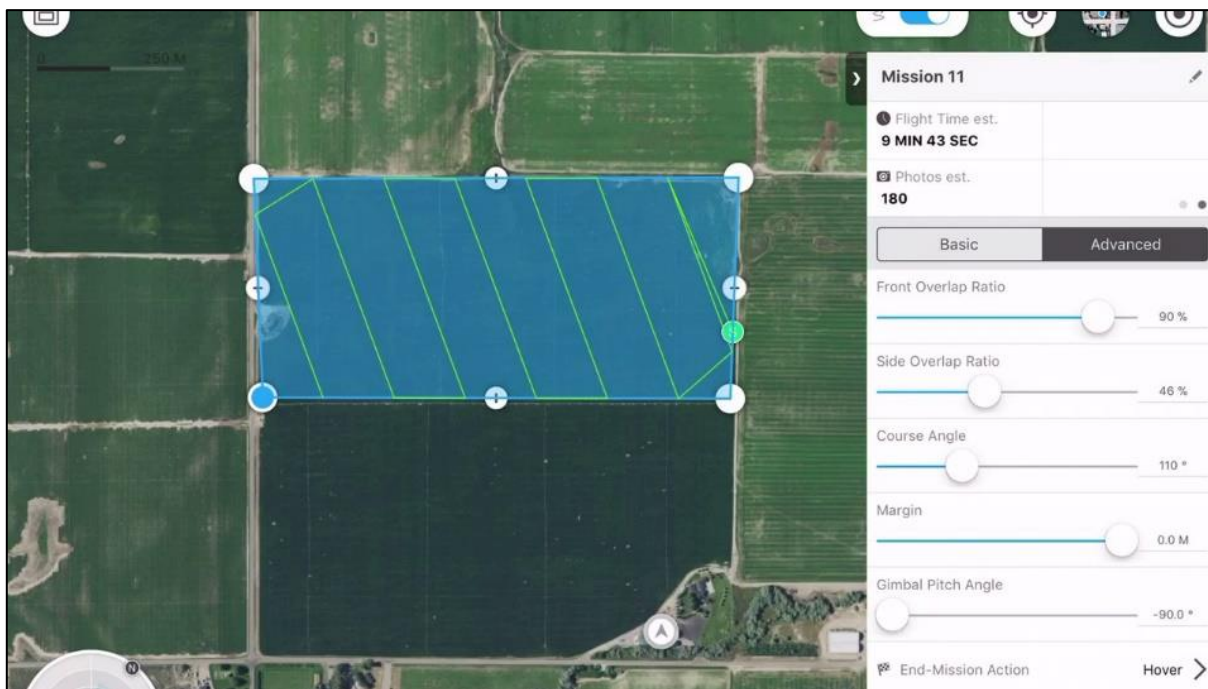 0 250 M
S
Mission 11
Flight Time est.
9 MIN 43 SEC
Photos est.
180
Basic Advanced
Front Overlap Ratio
90 %
Side Overlap Ratio
46 %
Course Angle
110 °
Margin
0.0 M
Gimbal Pitch Angle
-90.0 °
End-Mission Action Hover
N